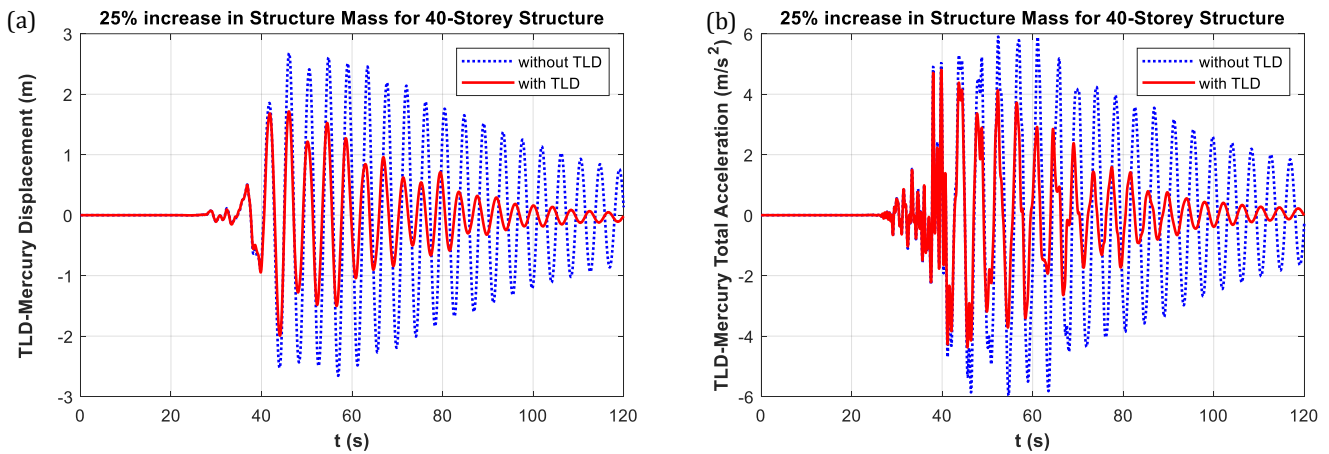 (a)
25% increase in Structure Mass for 40-Storey Structure
TLD-Mercury Displacement (m)
3
2
1
0
-1
-2
-3
without TLD
with TLD
0 20 40 60 80 100 120
t (s)
(b)
25% increase in Structure Mass for 40-Storey Structure
TLD-Mercury Total Acceleration (m/s²)
6
4
2
0
-2
-4
-6
without TLD
with TLD
0 20 40 60 80 100 120
t (s)